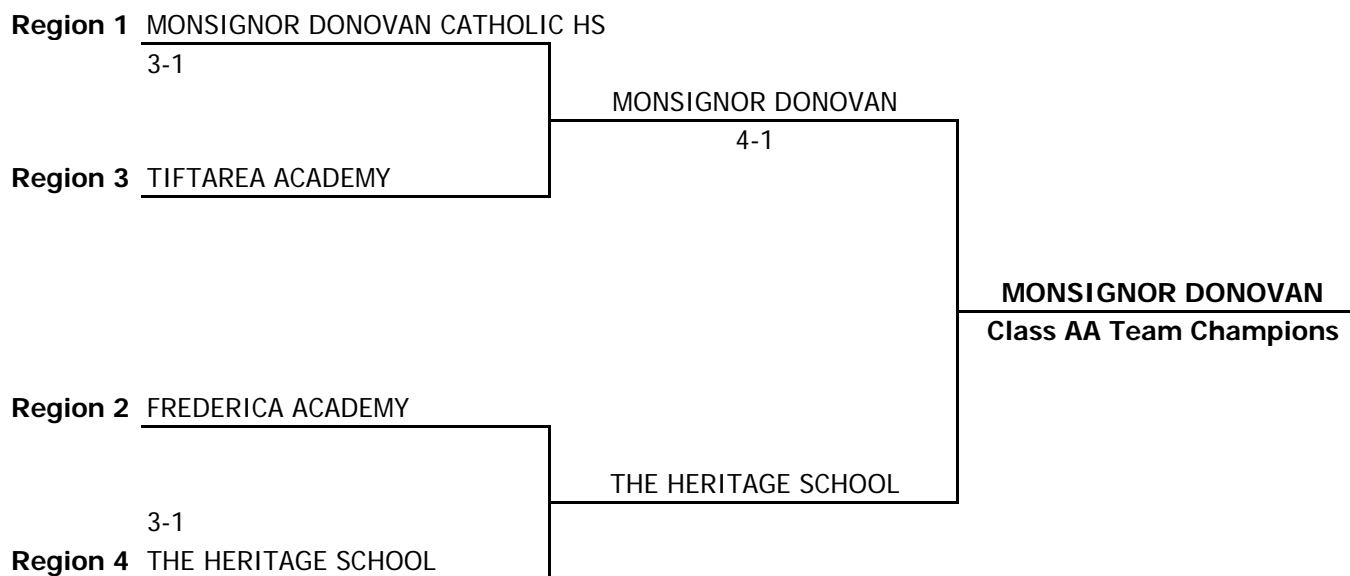 Region 1 MONSIGNOR DONOVAN CATHOLIC HS
3-1
MONSIGNOR DONOVAN
4-1
Region 3 TIFTAREA ACADEMY
MONSIGNOR DONOVAN
Class AA Team Champions
Region 2 FREDERICA ACADEMY
THE HERITAGE SCHOOL
3-1
Region 4 THE HERITAGE SCHOOL